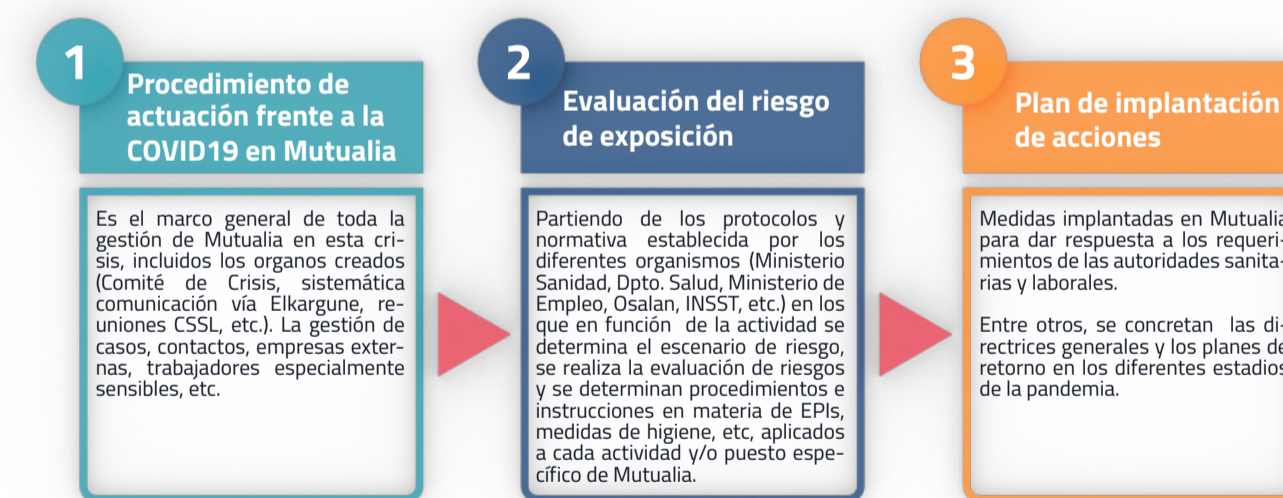 1
Procedimiento de
actuación frente a la
COVID19 en Mutualia
Es el marco general de toda la
gestión de Mutualia en esta cri-
sis, incluidos los organos creados
(Comité de Crisis, sistemática
comunicación vía Elkargune, re-
uniones CSSL, etc.). La gestión de
casos, contactos, empresas exter-
nas, trabajadores especialmente
sensibles, etc.
2
Evaluación del riesgo
de exposición
Partiendo de los protocolos y
normativa establecida por los
diferentes organismos (Ministerio
Sanidad, Dpto. Salud, Ministerio de
Empleo, Osalan, INSST, etc.) en los
que en función de la actividad se
determina el escenario de riesgo,
se realiza la evaluación de riesgos
y se determinan procedimientos e
instrucciones en materia de EPIs,
medidas de higiene, etc, aplicados
a cada actividad y/o puesto espe-
cífico de Mutualia.
3
Plan de implantación
de acciones
Medidas implantadas en Mutualia
para dar respuesta a los requeri-
mientos de las autoridades sanita-
rias y laborales.
Entre otros, se concretan las di-
rectrices generales y los planes de
retorno en los diferentes estadios
de la pandemia.